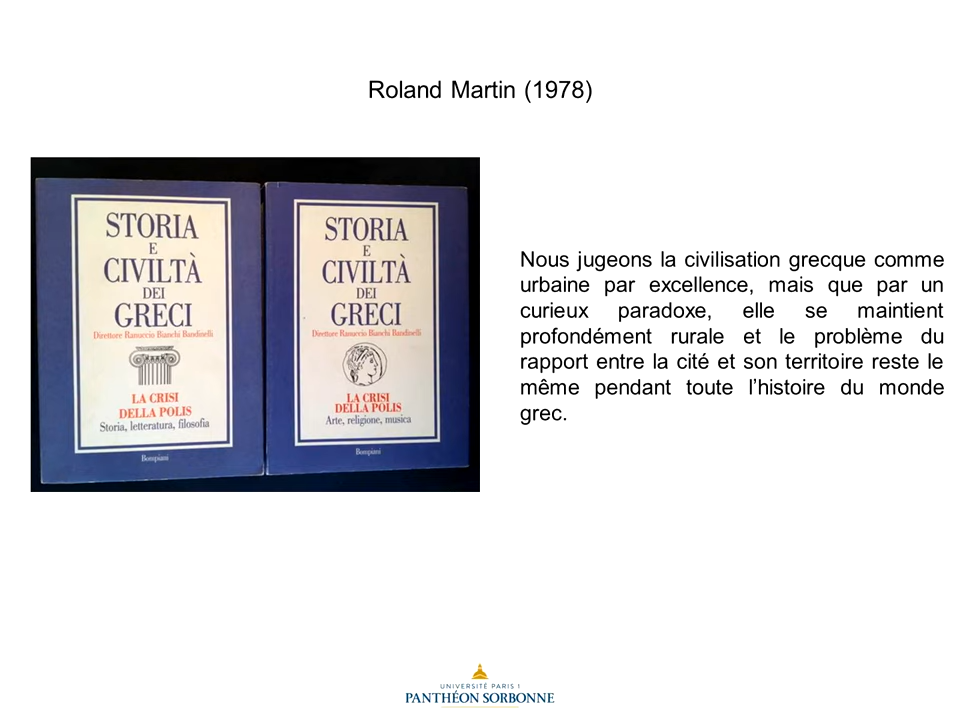 Roland Martin (1978)
STORIA
E
CIVILTÀ
DEI
GRECI
Direttore Ranuccio Bianchi Bandinelli
LA CRISI
DELLA POLIS
Storia, letteratura, filosofia
Bompiani
STORIA
E
CIVILTÀ
DEI
GRECI
Direttore Ranuccio Bianchi Bandinelli
LA CRISI
DELLA POLIS
Arte, religione, musica
Bompiani
Nous jugeons la civilisation grecque comme
urbaine par excellence, mais que par un
curieux paradoxe, elle se maintient
profondément rurale et le problème du
rapport entre la cité et son territoire reste le
même pendant toute l’histoire du monde
grec.
UNIVERSITÉ PARIS 1
PANTHÉON SORBONNE